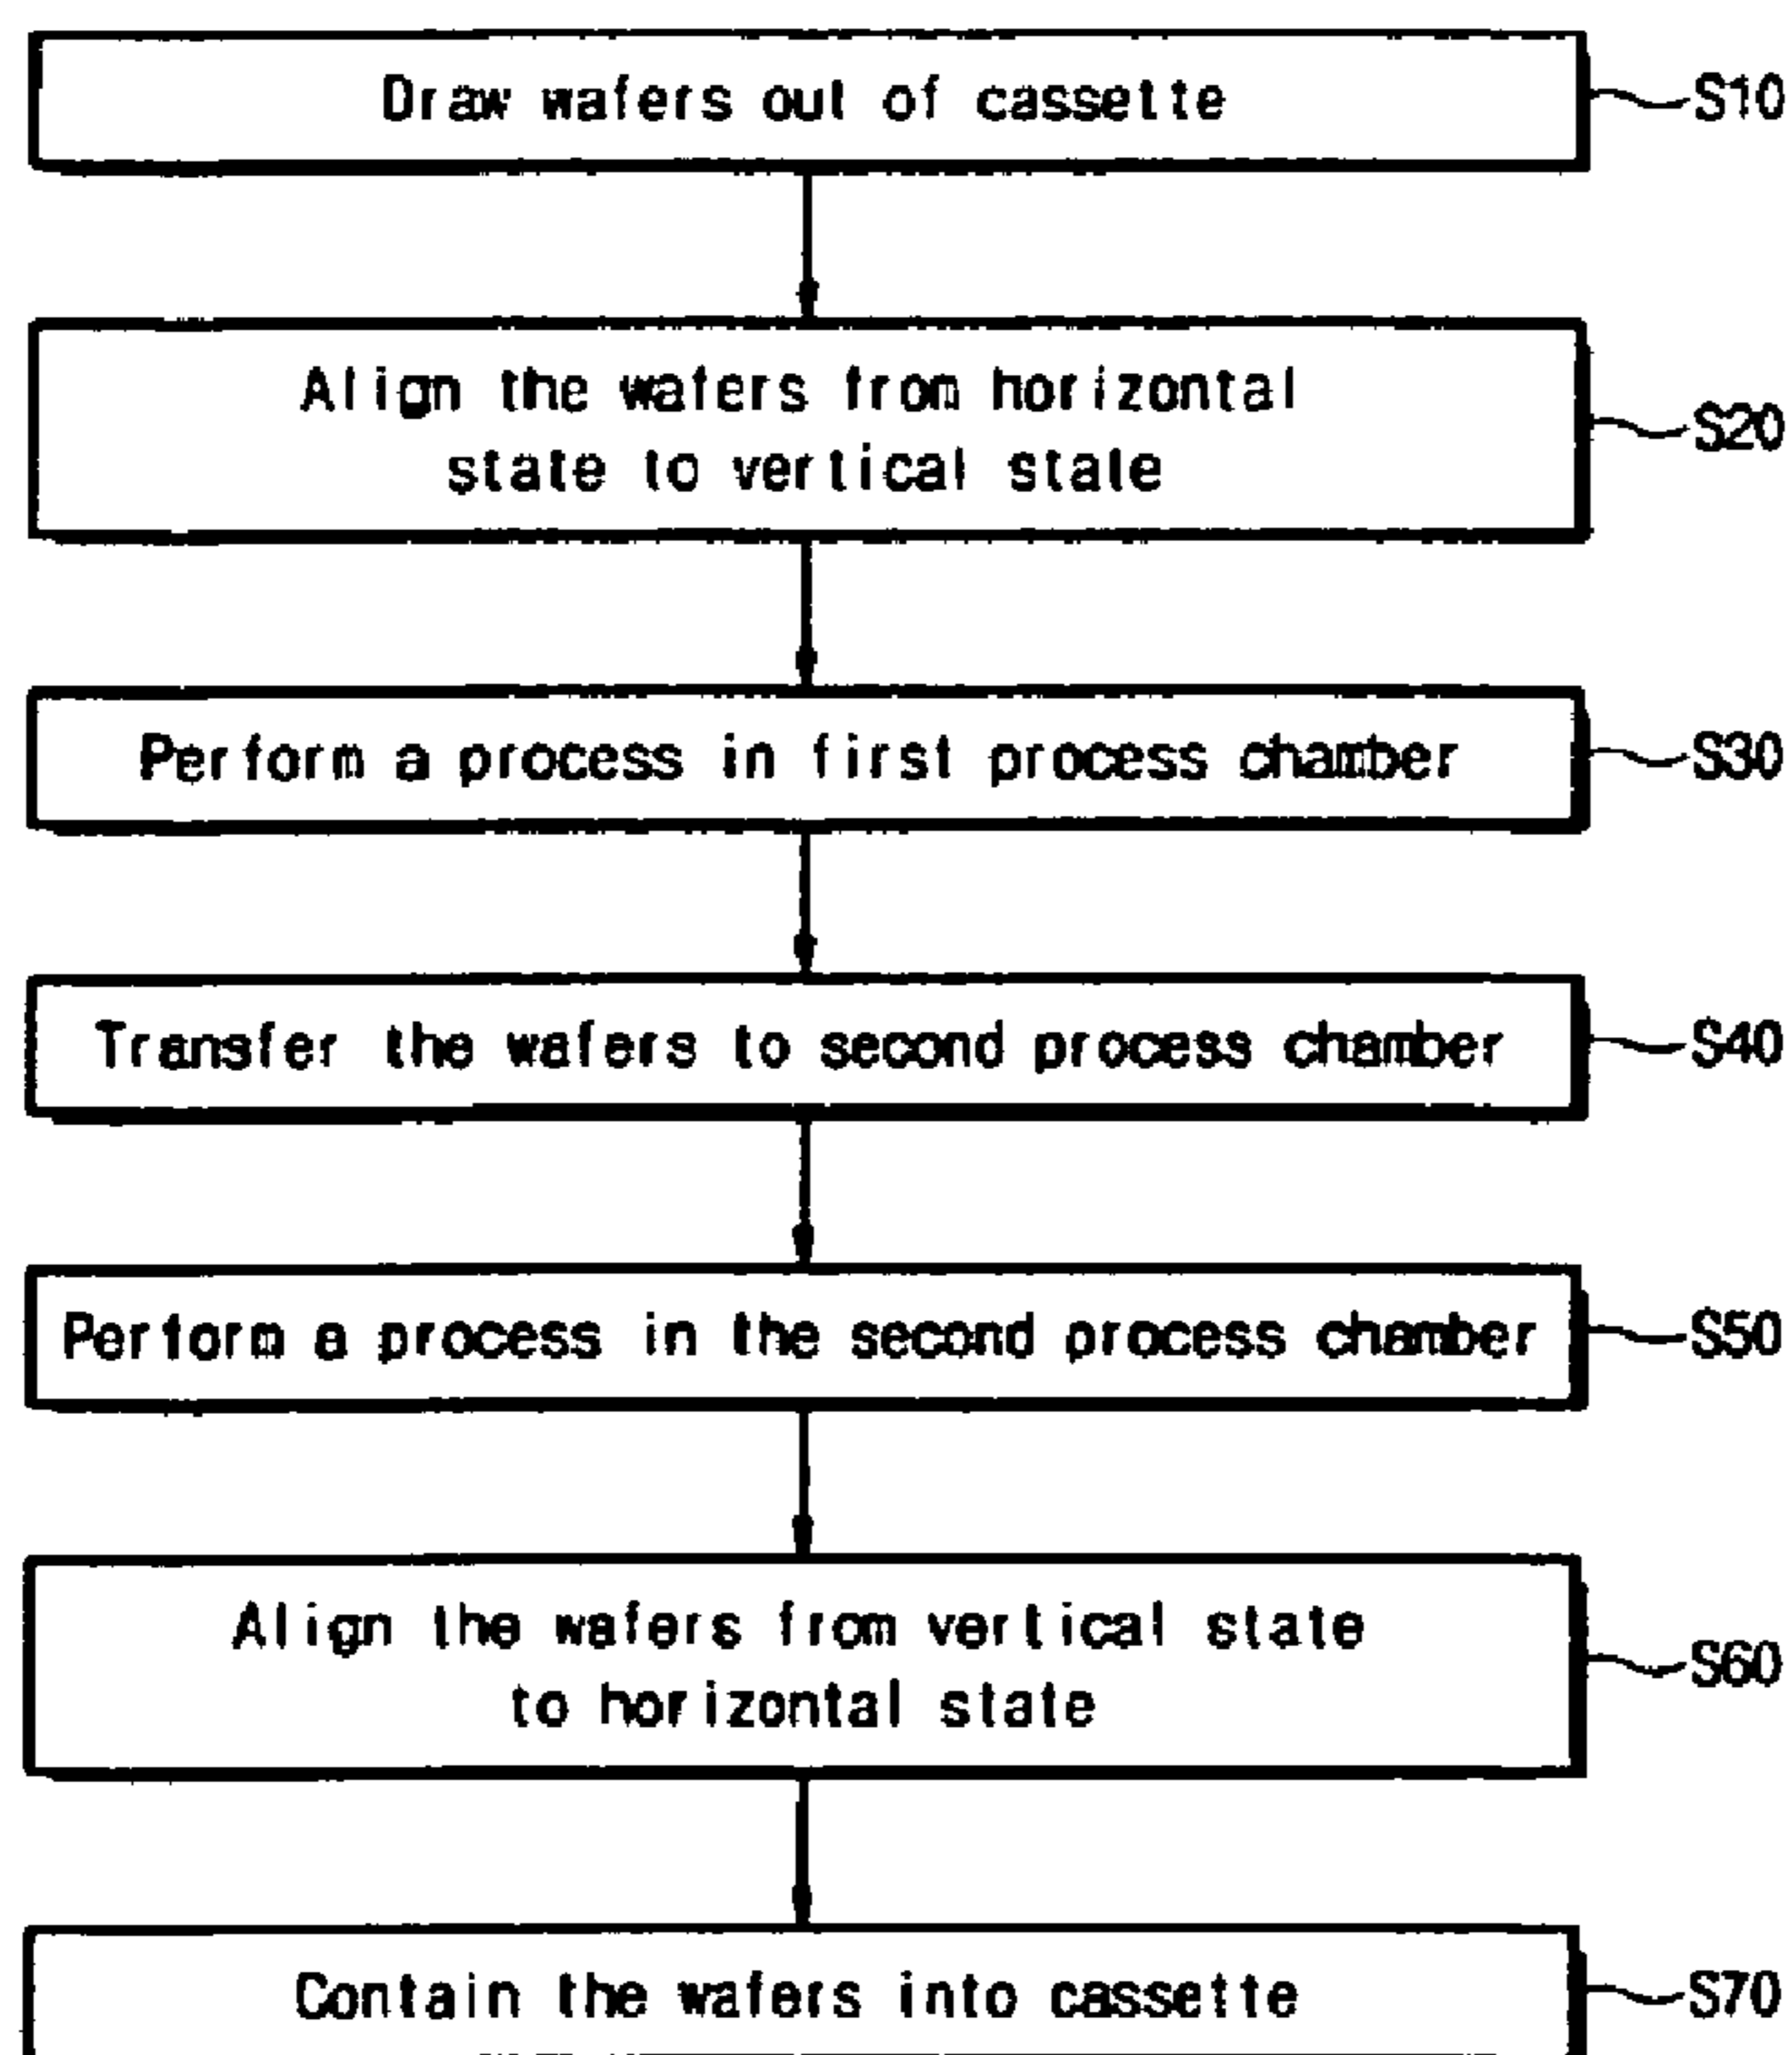 Draw wafers out of cassette
S10
Align the wafers from horizontal
state to vertical state
S20
Perform a process in first process chamber
S30
Transfer the wafers to second process chamber
S40
Perform a process in the second process chamber
S50
Align the wafers from vertical state
to horizontal state
S60
Contain the wafers into cassette
S70